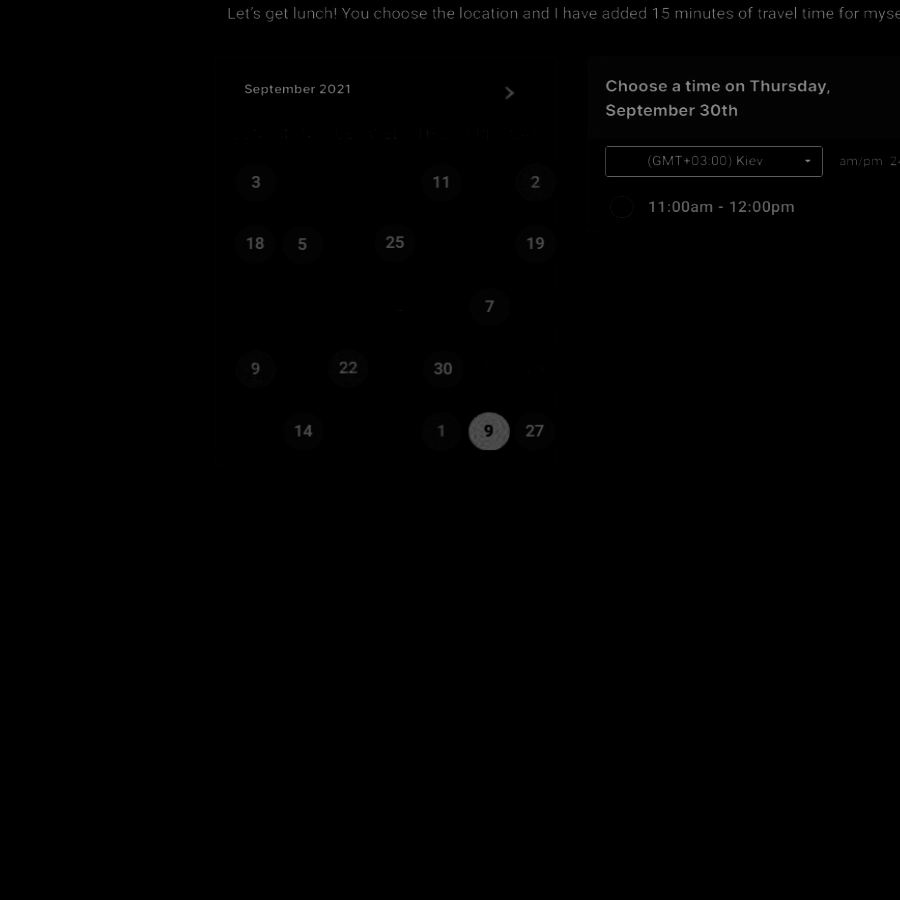 Let's get lunch! You choose the location and I have added 15 minutes of travel time for myse
September 2021
3 11 2
18 5 25 19
7
9 22 30
14 1 9 27
Choose a time on Thursday,
September 30th
(GMT+03:00) Kiev am/pm 24
11:00am - 12:00pm